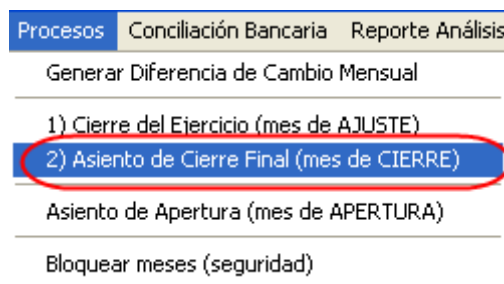 Procesos Conciliación Bancaria Reporte Análisis
Generar Diferencia de Cambio Mensual
1) Cierre del Ejercicio (mes de AJUSTE)
2) Asiento de Cierre Final (mes de CIERRE)
Asiento de Apertura (mes de APERTURA)
Bloquear meses (seguridad)